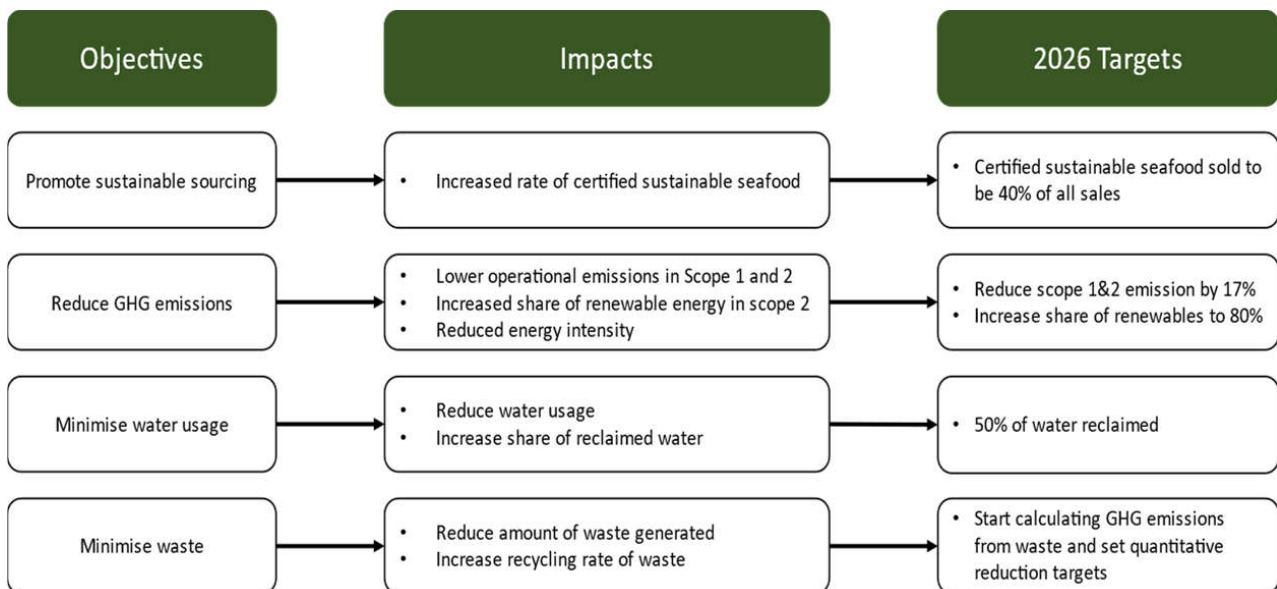 Objectives
Impacts
2026 Targets
Promote sustainable sourcing
• Increased rate of certified sustainable seafood
• Certified sustainable seafood sold to
be 40% of all sales
Reduce GHG emissions
• Lower operational emissions in Scope 1 and 2
• Increased share of renewable energy in scope 2
• Reduced energy intensity
• Reduce scope 1&2 emission by 17%
• Increase share of renewables to 80%
Minimise water usage
• Reduce water usage
• Increase share of reclaimed water
• 50% of water reclaimed
Minimise waste
• Reduce amount of waste generated
• Increase recycling rate of waste
• Start calculating GHG emissions
from waste and set quantitative
reduction targets